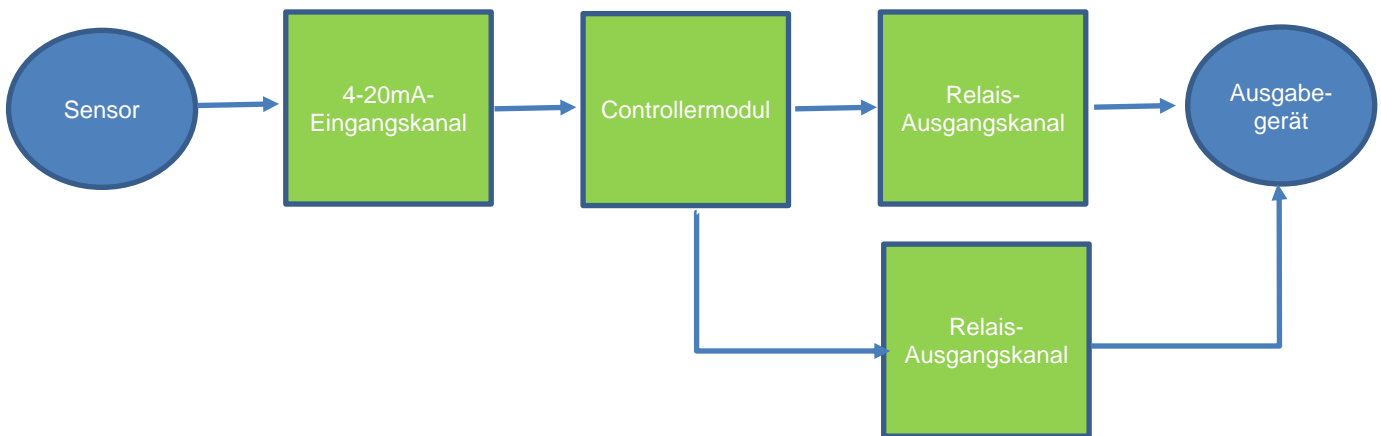 Sensor
4-20mA-
Eingangskanal
Controllermodul
Relais-
Ausgangskanal
Ausgabe-
gerät
Relais-
Ausgangskanal